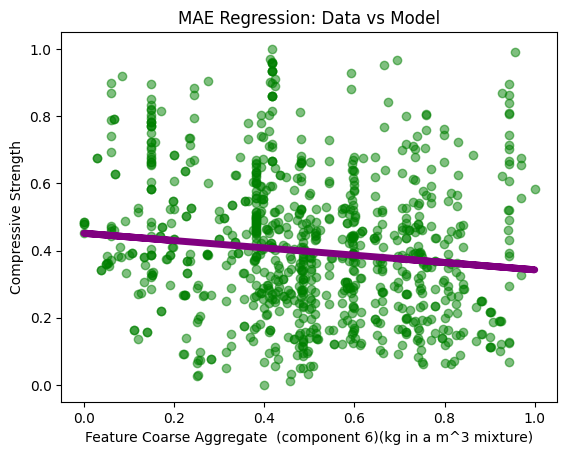 MAE Regression: Data vs Model
Compressive Strength
1.0
0.8
0.6
0.4
0.2
0.0
0.0 0.2 0.4 0.6 0.8 1.0
Feature Coarse Aggregate  (component 6)(kg in a m^3 mixture)